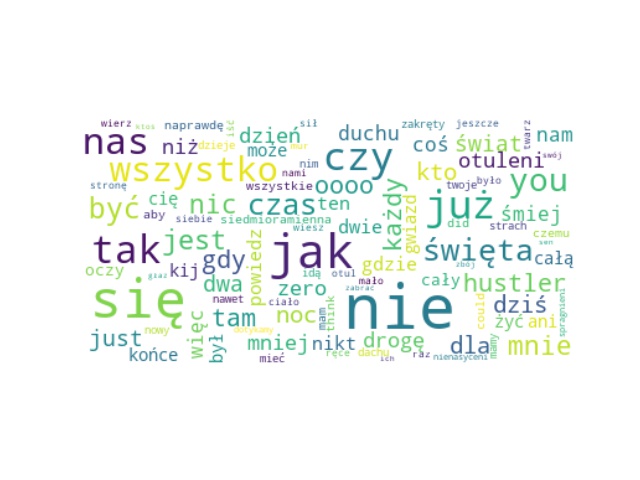 wierz ktoś naprawdę iść sił zakręty jeszcze
nas niż dzieje dzień mur duchu coś świat twarz nam
wszystko może nim czy kto otuleni swój
stronę nami wszystkie oooo twoje było you
być cię nic czas ten każdy już śmiej
aby siebie siedmioramienna gwiazd did strach
tak jest wiesz dwie święta czemu całą
oczy kij gdy powiedz jak gdzie sen
głaz dwa idą otul mało cały zbój hustler
się nawet ciało zero zabrać nie dziś
tam noc mam think could żyć ani spragnieni
just nowy więc był dotykamy mniej nikt drogę dla mamy mnie
końce mieć ręce dachu ich raz nienasyceni